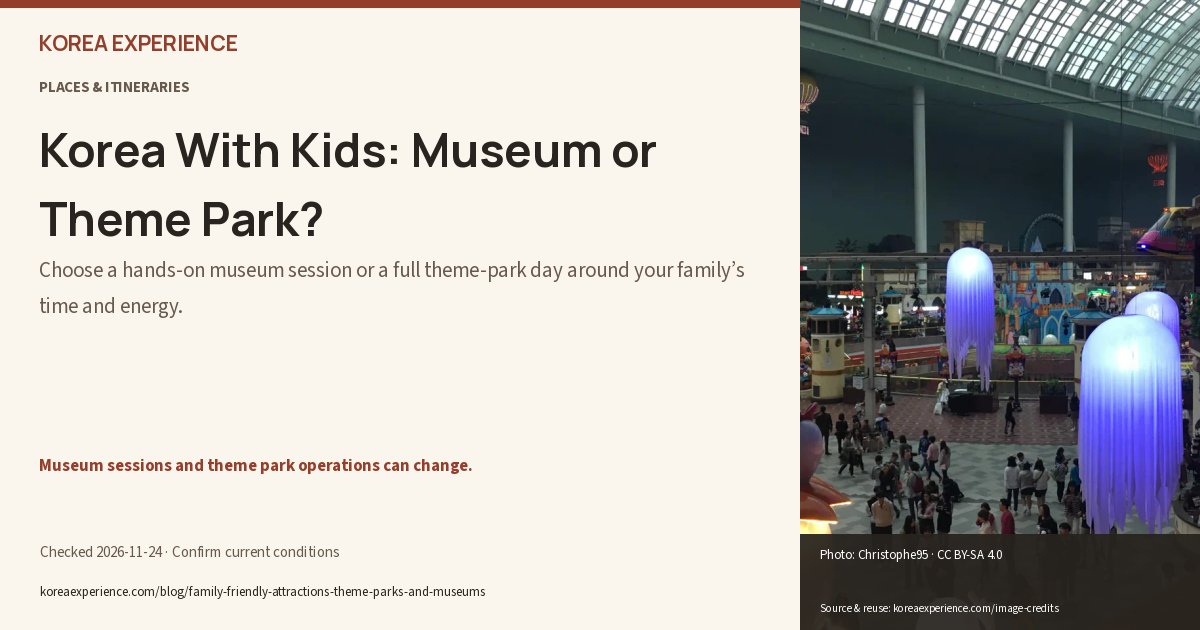 KOREA EXPERIENCE
PLACES & ITINERARIES
Korea With Kids: Museum or
Theme Park?
Choose a hands-on museum session or a full theme-park day around your family’s
time and energy.
Museum sessions and theme park operations can change.
Checked 2026-11-24 · Confirm current conditions
koreaexperience.com/blog/family-friendly-attractions-theme-parks-and-museums
Photo: Christophe95 · CC BY-SA 4.0
Source & reuse: koreaexperience.com/image-credits